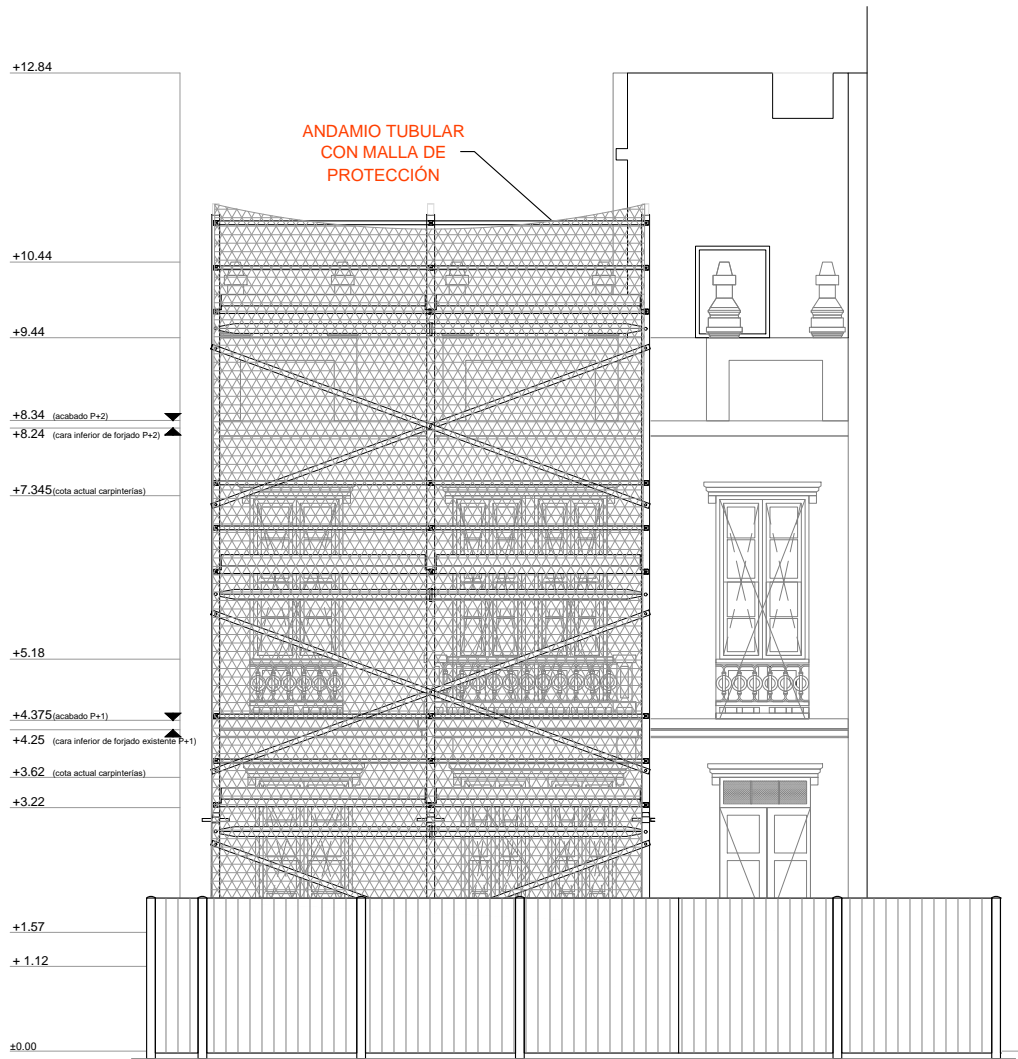 +12.84
ANDAMIO TUBULAR
CON MALLA DE
PROTECCIÓN
+10.44
+9.44
+8.34 (acabado P+2)
+8.24 (cara inferior de forjado P+2)
+7.345 (cota actual carpinterías)
+5.18
+4.375 (acabado P+1)
+4.25 (cara inferior de forjado existente P+1)
+3.62 (cota actual carpinterías)
+3.22
+1.57
+ 1.12
±0.00